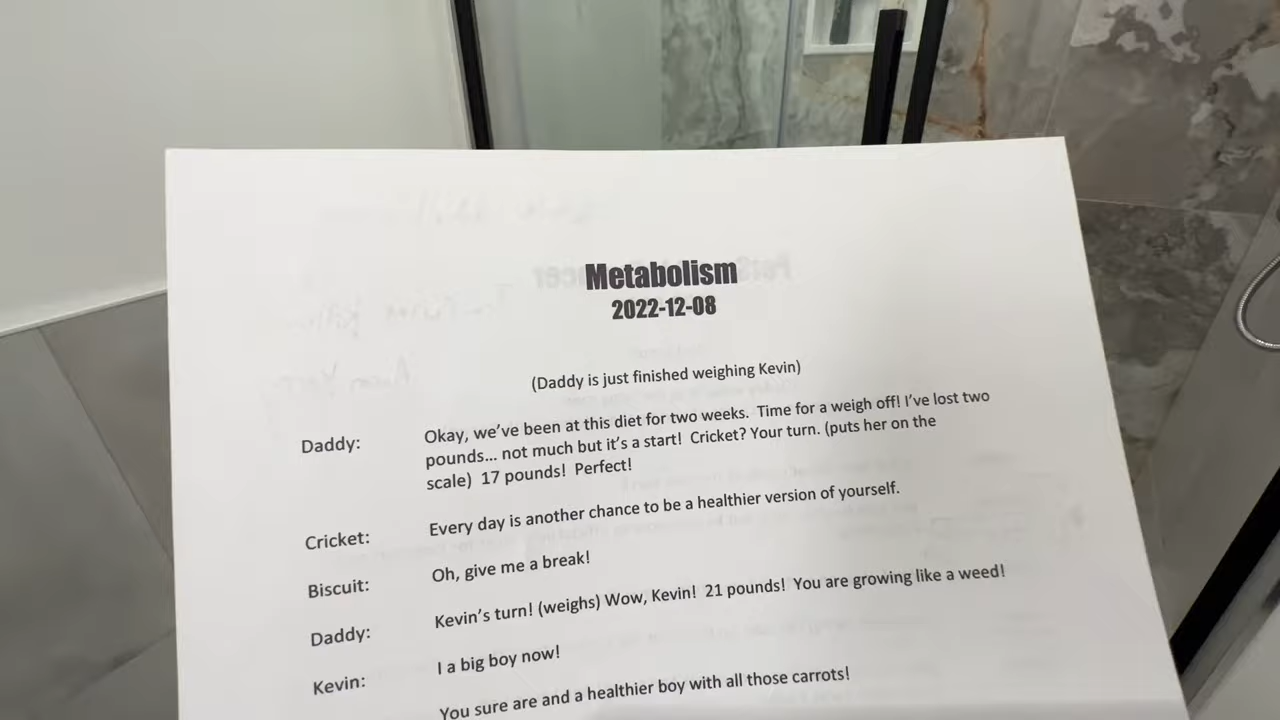 Metabolism
2022-12-08
(Daddy is just finished weighing Kevin)
Daddy: Okay, we've been at this diet for two weeks.  Time for a weigh off! I've lost two
pounds... not much but it's a start!  Cricket? Your turn. (puts her on the
scale)  17 pounds!  Perfect!
Cricket: Every day is another chance to be a healthier version of yourself.
Biscuit: Oh, give me a break!
Daddy: Kevin's turn! (weighs) Wow, Kevin!  21 pounds!  You are growing like a weed!
Kevin: I a big boy now!
You sure are and a healthier boy with all those carrots!